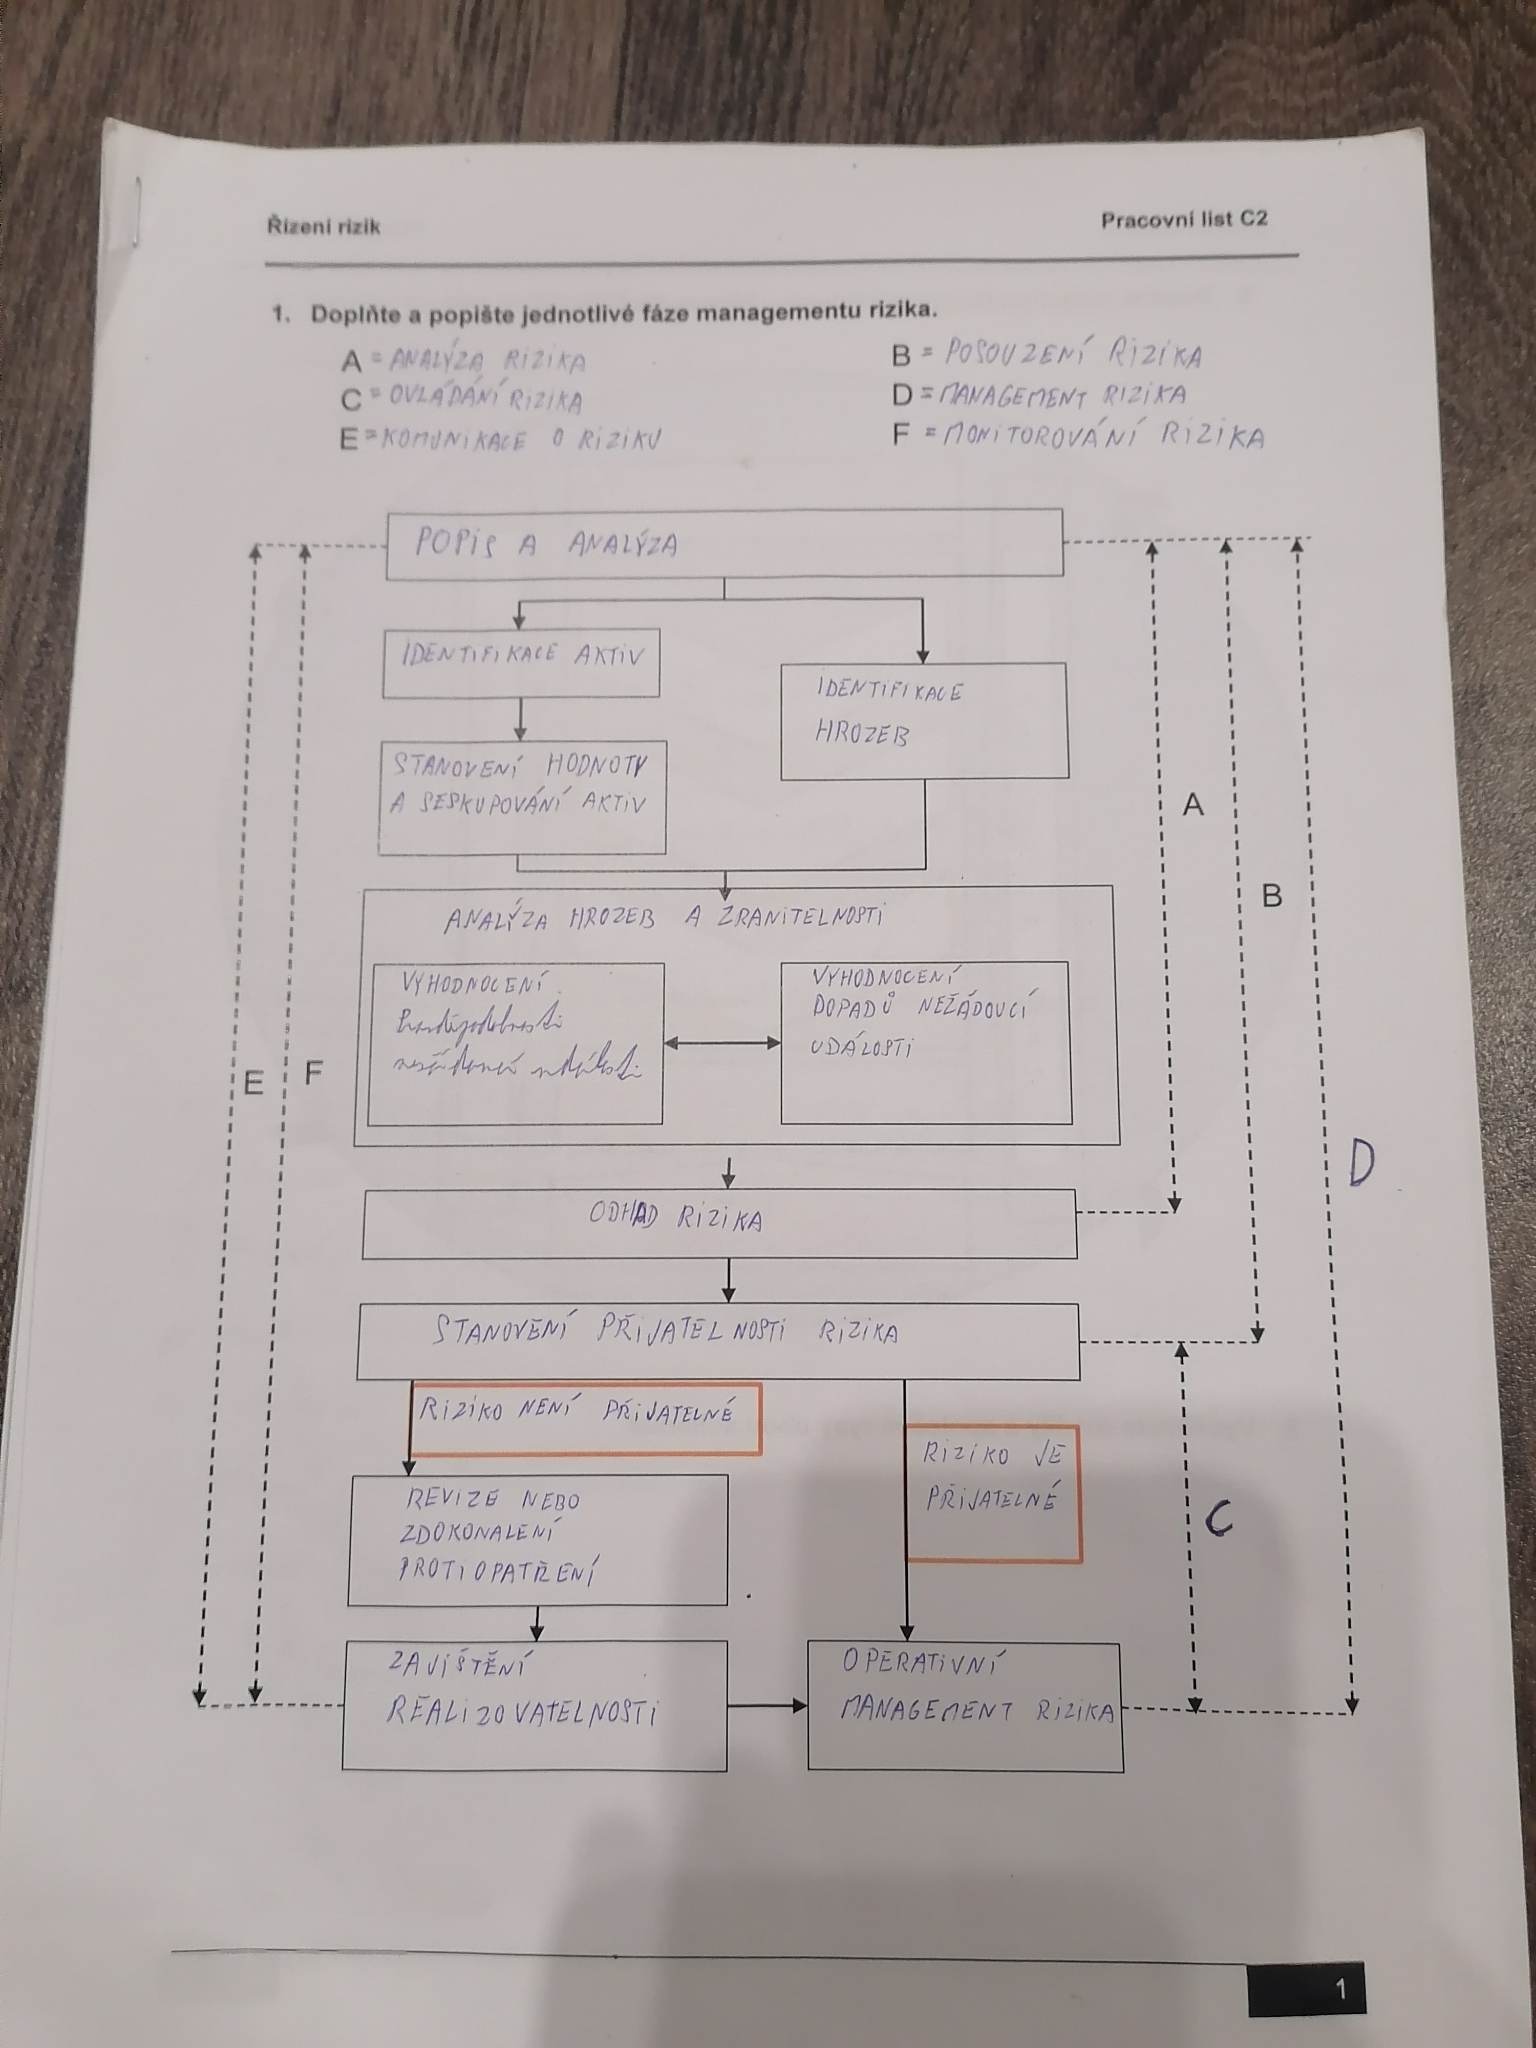 Řízení rizik
Pracovní list C2
1. Doplňte a popište jednotlivé fáze managementu rizika.
A = ANALÝZA RIZIKA
B = POSOUZENÍ RIZIKA
C = OVLÁDÁNÍ RIZIKA
D = MANAGEMENT RIZIKA
E = KOMUNIKACE O RIZIKU
F = MONITOROVÁNÍ RIZIKA
POPIS A ANALÝZA
IDENTIFIKACE AKTIV
IDENTIFIKACE
HROZEB
STANOVENÍ HODNOTY
A SESKUPOVÁNÍ AKTIV
A
B
ANALÝZA HROZEB A ZRANITELNOSTI
VYHODNOCENÍ
Pravděpodobnosti
nežádoucí události
VYHODNOCENÍ
DOPADŮ NEŽÁDOUCÍ
UDÁLOSTI
E
F
D
ODHAD RIZIKA
STANOVENÍ PŘIJATELNOSTI RIZIKA
RIZIKO NENÍ PŘIJATELNÉ
RIZIKO JE
PŘIJATELNÉ
REVIZE NEBO
ZDOKONALENÍ
PROTIOPATŘENÍ
C
ZAJIŠTĚNÍ
REALIZOVATELNOSTI
OPERATIVNÍ
MANAGEMENT RIZIKA
1